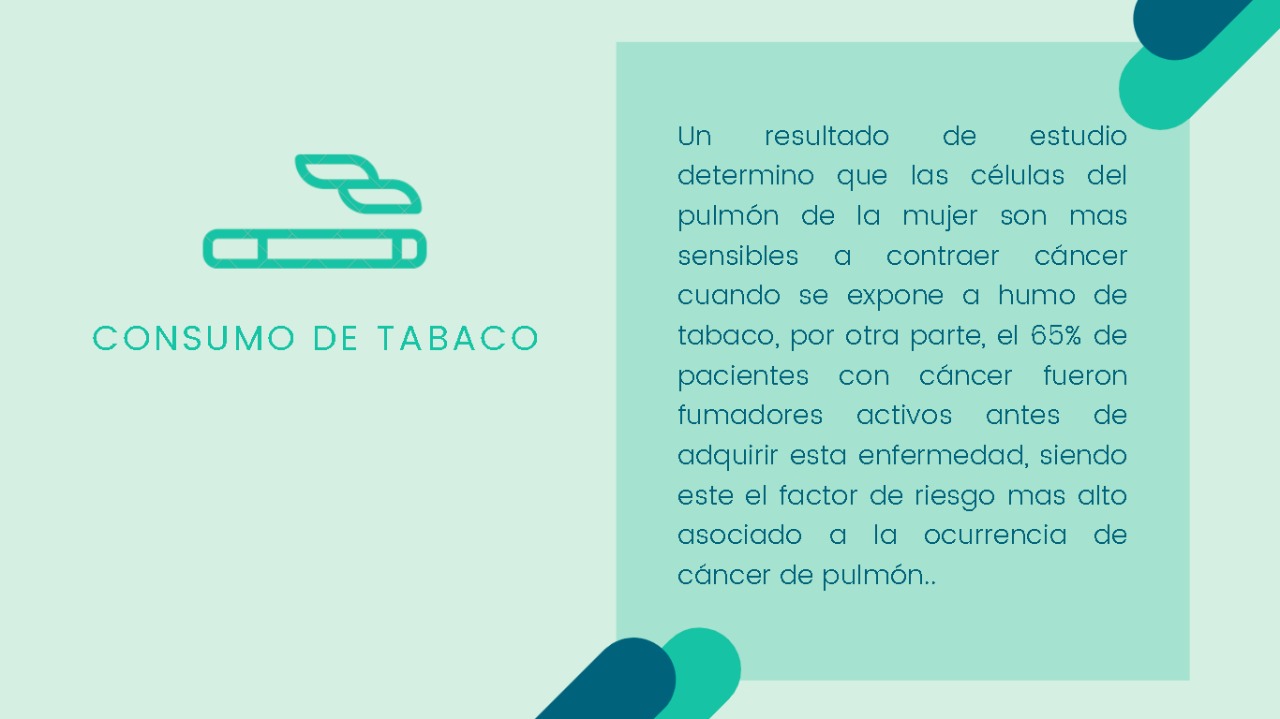 CONSUMO DE TABACO
Un resultado de estudio
determino que las células del
pulmón de la mujer son mas
sensibles a contraer cáncer
cuando se expone a humo de
tabaco, por otra parte, el 65% de
pacientes con cáncer fueron
fumadores activos antes de
adquirir esta enfermedad, siendo
este el factor de riesgo mas alto
asociado a la ocurrencia de
cáncer de pulmón..